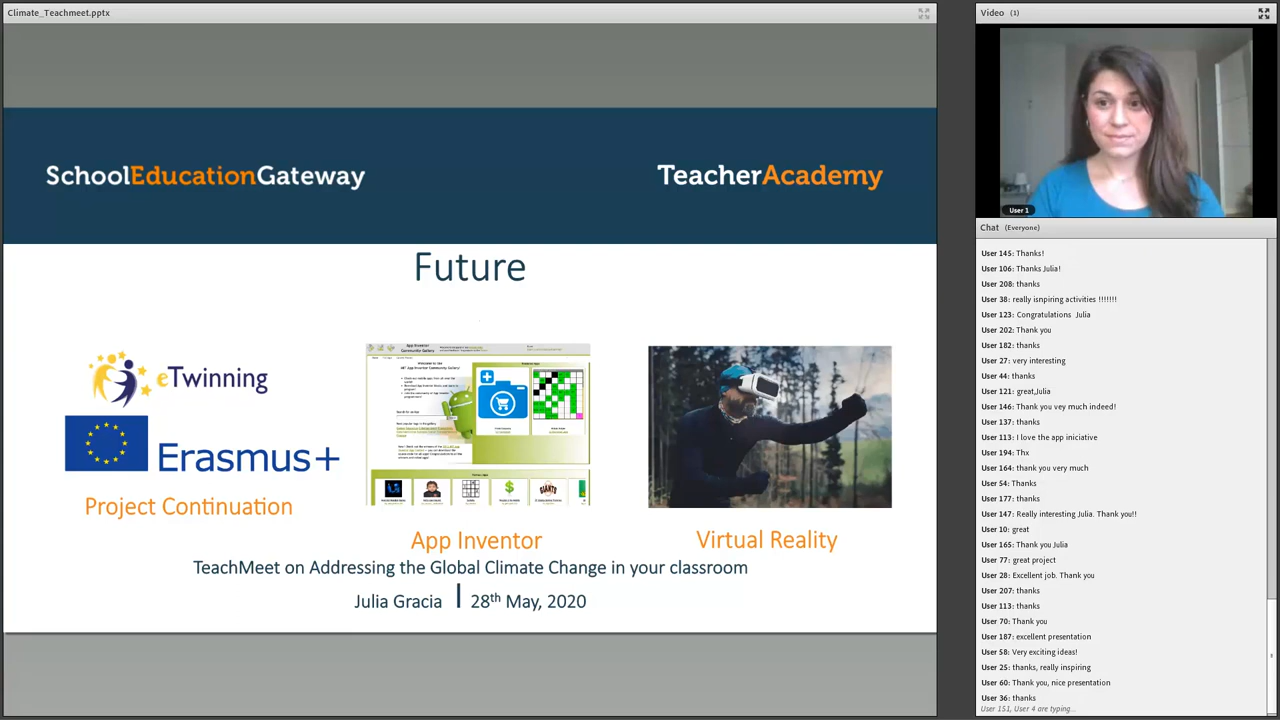 Climate_Teachmeet.pptx
SchoolEducationGateway
TeacherAcademy
Future
eTwinning
Erasmus+
Project Continuation
App Inventor
Virtual Reality
TeachMeet on Addressing the Global Climate Change in your classroom
Julia Gracia | 28th May, 2020
Video (1)
User 1
Chat (Everyone)
User 145: Thanks!
User 106: Thanks Julia!
User 208: thanks
User 38: really isnpiring activities !!!!!!!
User 123: Congratulations Julia
User 202: Thank you
User 182: thanks
User 27: very interesting
User 44: thanks
User 121: great,Julia
User 146: Thank you vey much indeed!
User 137: thanks
User 113: I love the app iniciative
User 194: Thx
User 164: thank you very much
User 54: Thanks
User 177: thanks
User 147: Really interesting Julia. Thank you!!
User 10: great
User 165: Thank you Julia
User 77: great project
User 28: Excellent job. Thank you
User 207: thanks
User 113: thanks
User 70: Thank you
User 187: excellent presentation
User 58: Very exciting ideas!
User 25: thanks, really inspiring
User 60: Thank you, nice presentation
User 36: thanks
User 151, User 4 are typing...